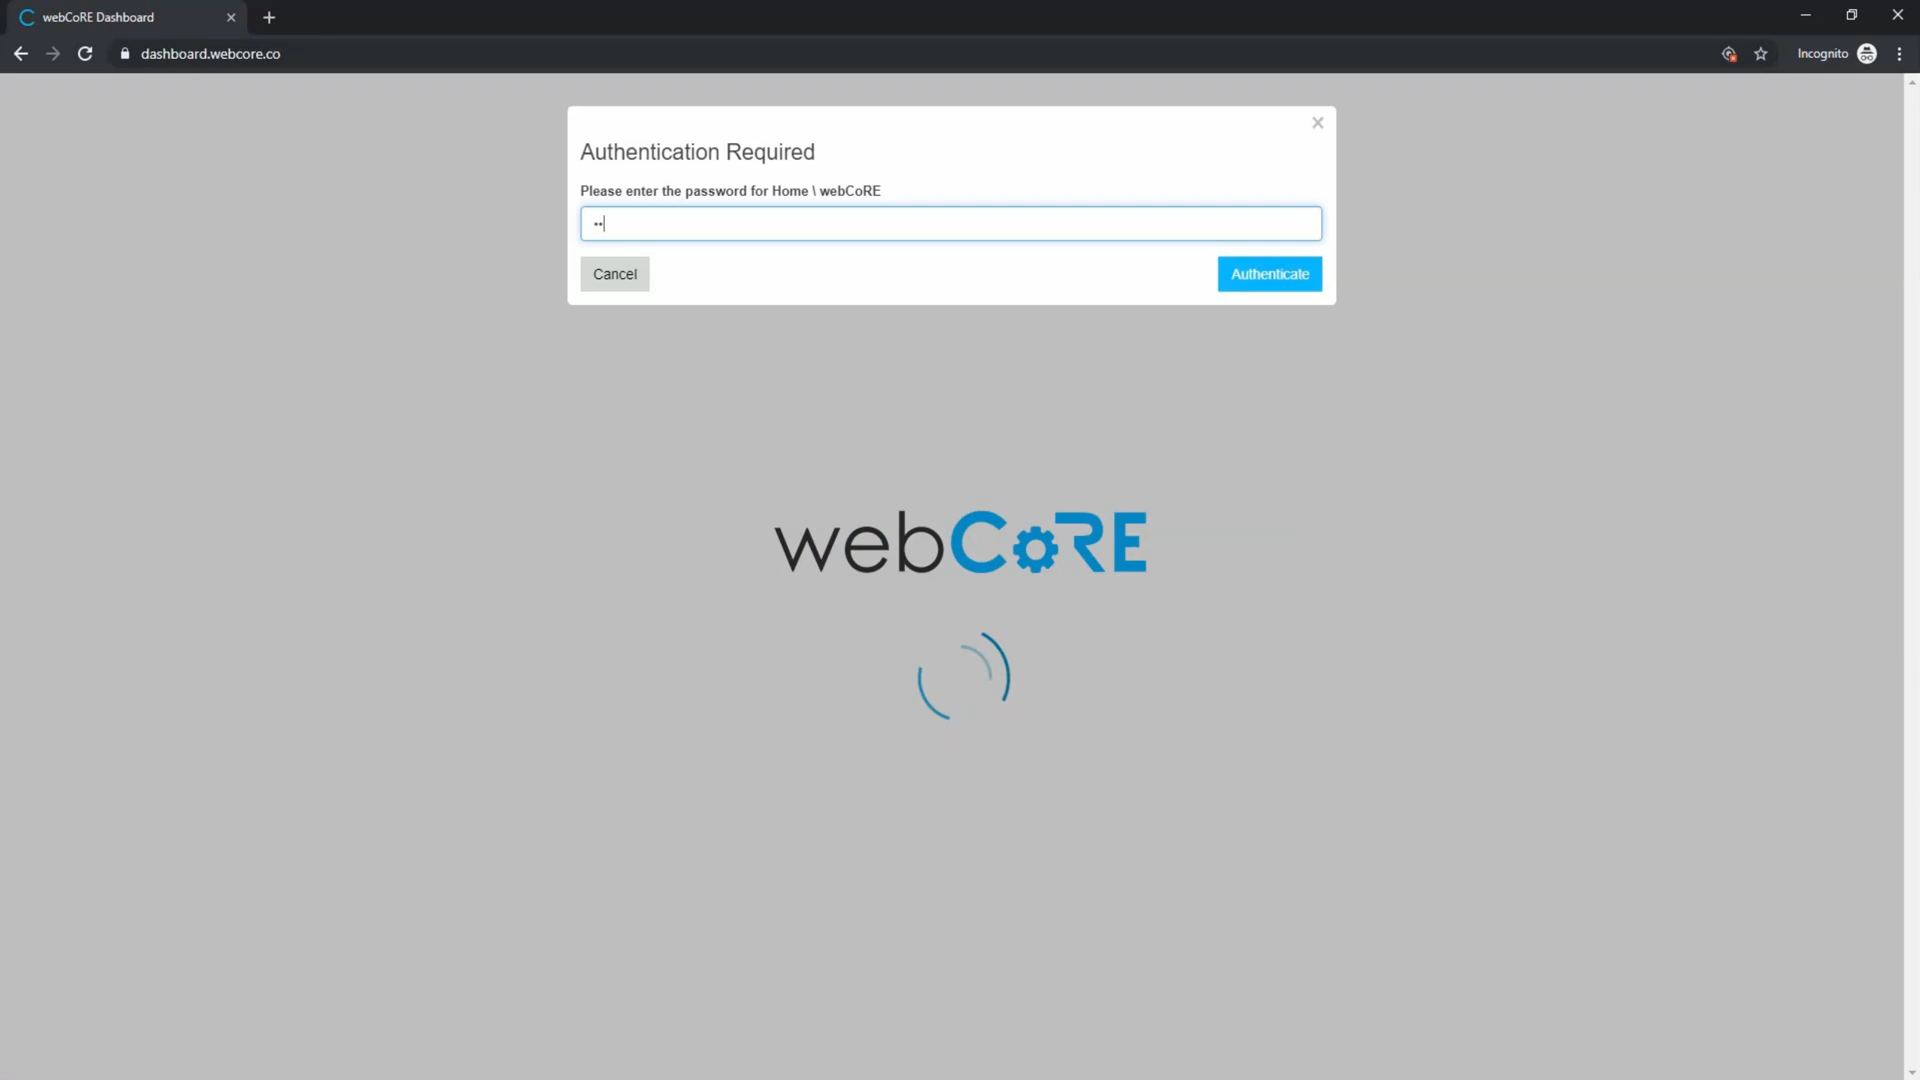 webCoRE Dashboard
dashboard.webcore.co
Incognito
Authentication Required
Please enter the password for Home \ webCoRE
••
Cancel
Authenticate
webCoRE